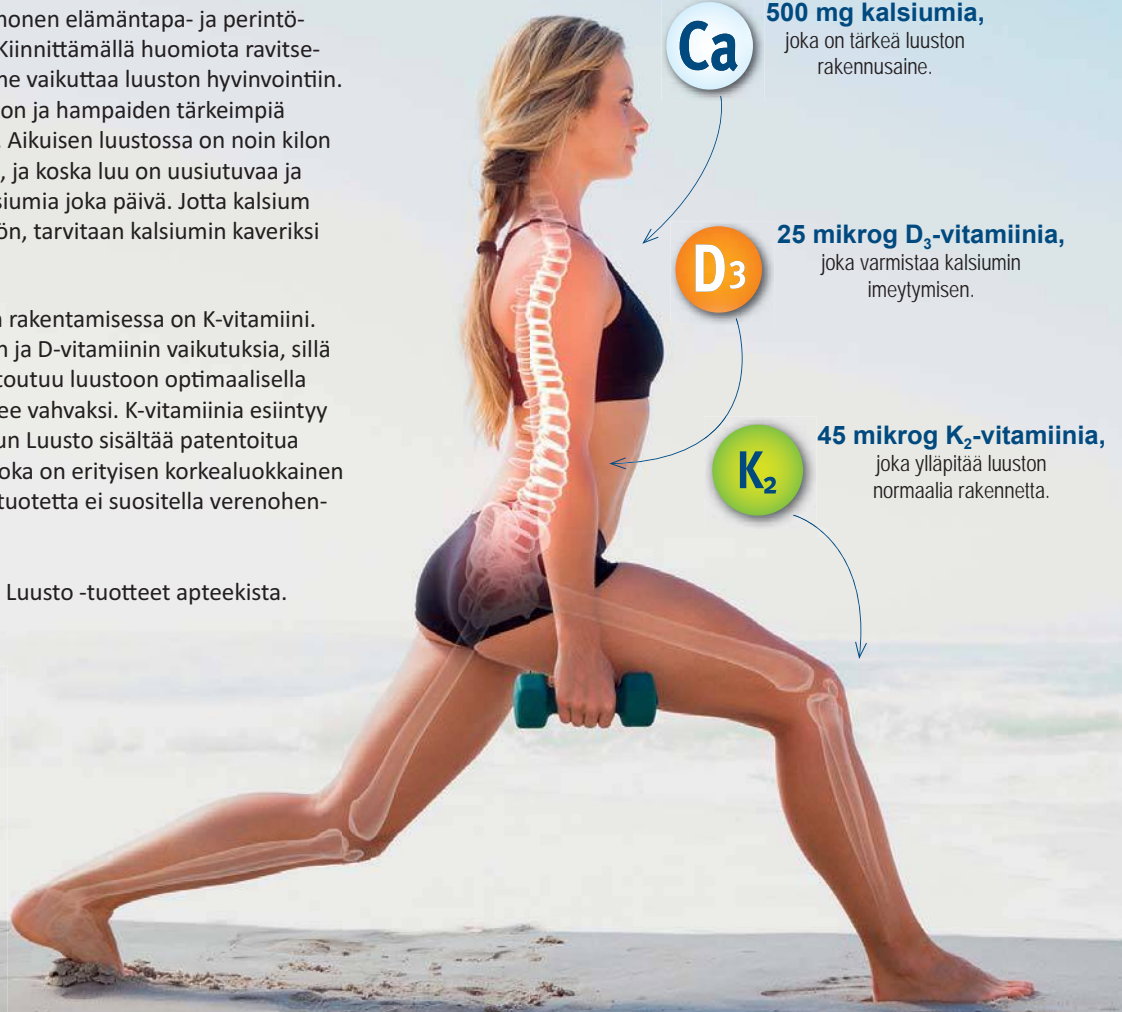 monen elämäntapa- ja perintö-
Kiinnittämällä huomiota ravitse-
me vaikuttaa luuston hyvinvointiin.
on ja hampaiden tärkeimpiä
Aikuisen luustossa on noin kilon
, ja koska luu on uusiutuvaa ja
siumia joka päivä. Jotta kalsium
ön, tarvitaan kalsiumin kaveriksi
rakentamisessa on K-vitamiini.
n ja D-vitamiinin vaikutuksia, sillä
toutuu luustoon optimaalisella
ee vahvaksi. K-vitamiinia esiintyy
un Luusto sisältää patentoitua
oka on erityisen korkealuokkainen
tuotetta ei suositella verenohen-
Luusto -tuotteet apteekista.
Ca
500 mg kalsiumia,
joka on tärkeä luuston
rakennusaine.
D3
25 mikrog D₃-vitamiinia,
joka varmistaa kalsiumin
imeytymisen.
K₂
45 mikrog K₂-vitamiinia,
joka ylläpitää luuston
normaalia rakennetta.